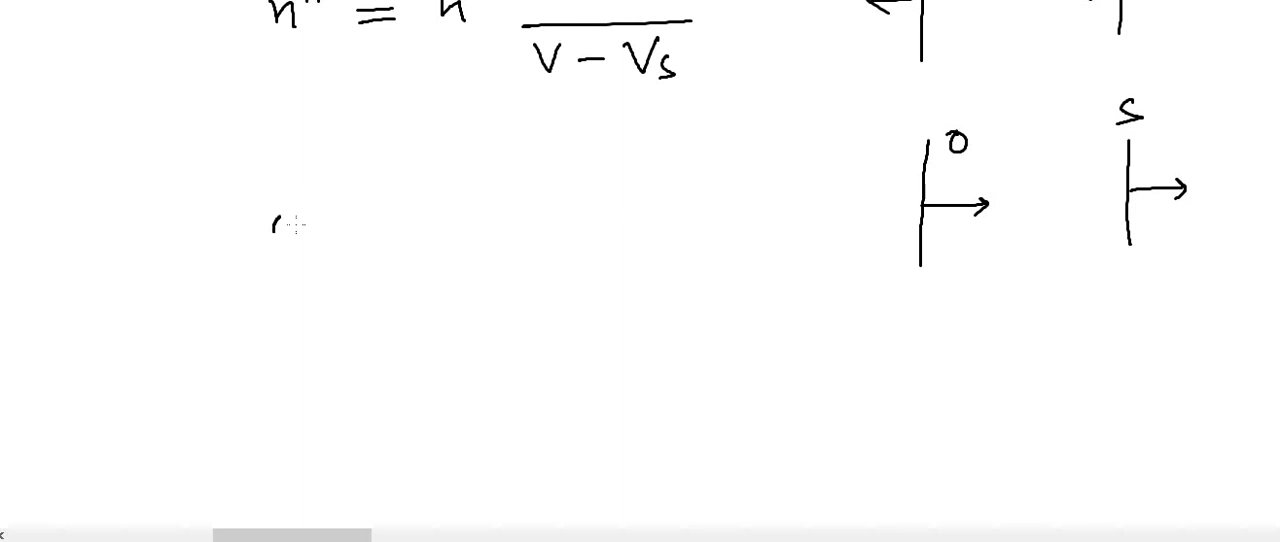 n" = n
V - Vs
S
O